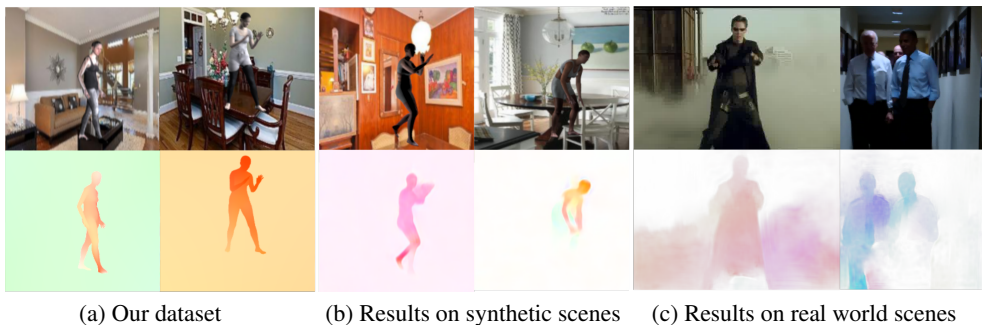 (a) Our dataset
(b) Results on synthetic scenes
(c) Results on real world scenes